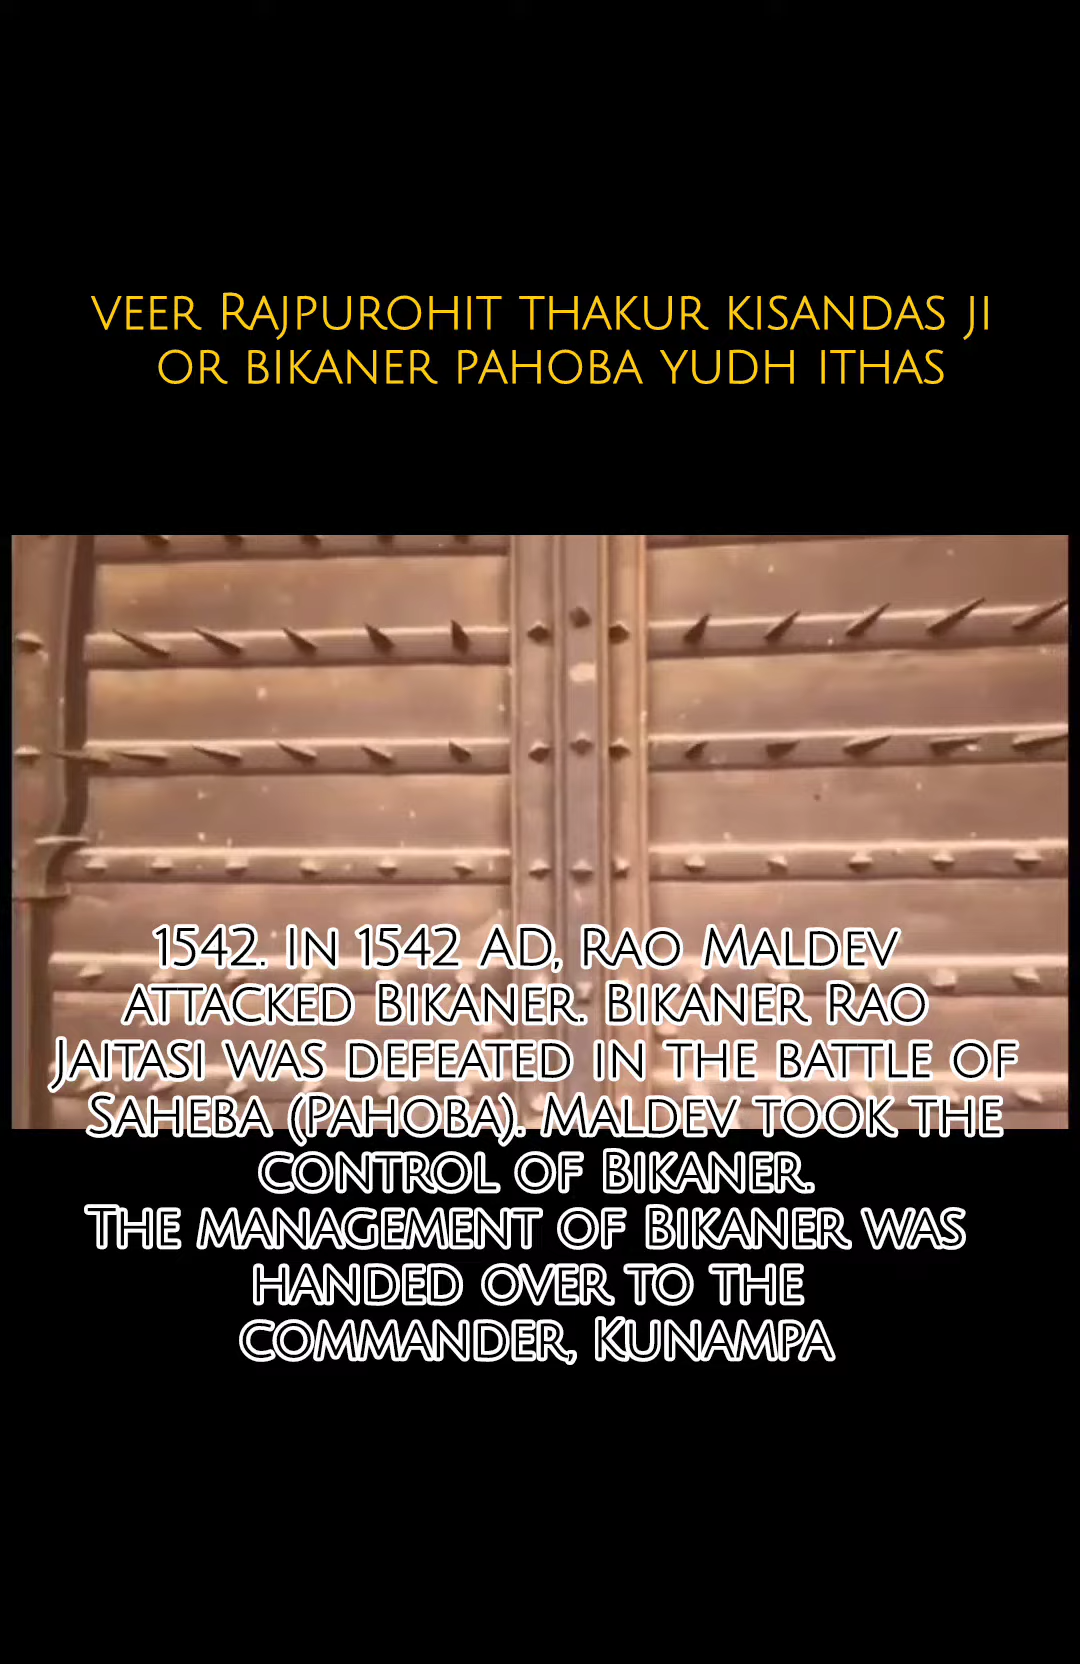 VEER RAJPUROHIT THAKUR KISANDAS JI
OR BIKANER PAHOBA YUDH ITHAS
1542. IN 1542 AD, RAO MALDEV
ATTACKED BIKANER. BIKANER RAO
JAITASI WAS DEFEATED IN THE BATTLE OF
SAHEBA (PAHOBA). MALDEV TOOK THE
CONTROL OF BIKANER.
THE MANAGEMENT OF BIKANER WAS
HANDED OVER TO THE
COMMANDER, KUNAMPA